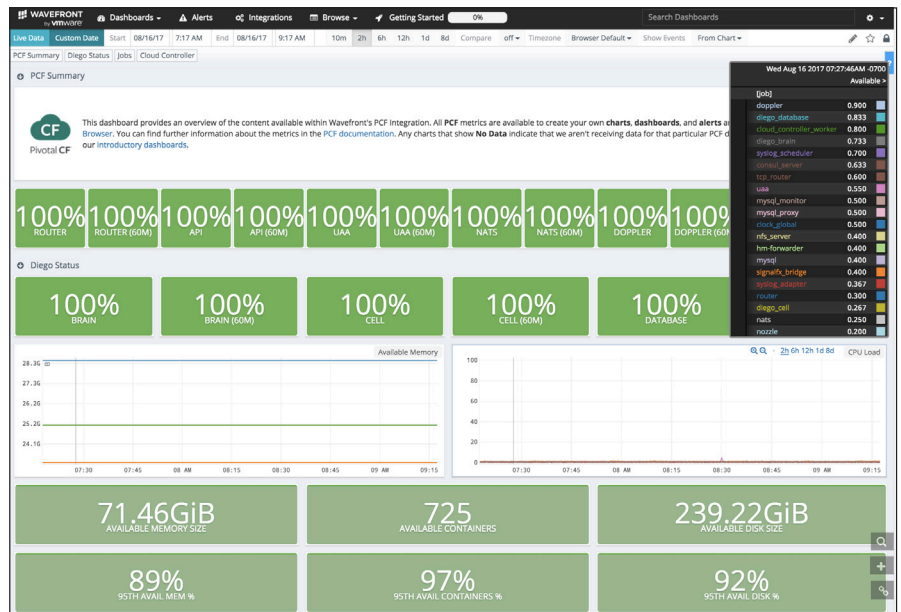 WAVEFRONT by vmware Dashboards Alerts Integrations Browse Getting Started 0% Search Dashboards
Live Data Custom Date Start 08/16/17 7:17 AM End 08/16/17 9:17 AM 10m 2h 6h 12h 1d 8d Compare off Timezone Browser Default Show Events From Chart
PCF Summary Diego Status Jobs Cloud Controller
PCF Summary
This dashboard provides an overview of the content available within Wavefront's PCF Integration. All PCF metrics are available to create your own charts, dashboards, and alerts a
Browser. You can find further information about the metrics in the PCF documentation. Any charts that show No Data indicate that we aren't receiving data for that particular PCF d
our introductory dashboards.
CF
Pivotal CF
100% ROUTER
100% ROUTER (60M)
100% API
100% API (60M)
100% UAA
100% UAA (60M)
100% NATS
100% NATS (60M)
100% DOPPLER
100% DOPPLER (60M
Diego Status
100% BRAIN
100% BRAIN (60M)
100% CELL
100% CELL (60M)
100% DATABASE
Wed Aug 16 2017 07:27:46AM -0700
Available >
[job]
doppler 0.900
diego_database 0.833
cloud_controller_worker 0.800
diego_brain 0.733
syslog_scheduler 0.700
consul_server 0.633
tcp_router 0.600
uaa 0.550
mysql_monitor 0.500
mysql_proxy 0.500
clock_global 0.500
nfs_server 0.400
hm-forwarder 0.400
mysql 0.400
signalfx_bridge 0.400
syslog_adapter 0.367
router 0.300
diego_cell 0.267
nats 0.250
nozzle 0.200
Available Memory
28.3G
27.3G
26.2G
25.2G
24.1G
07:30 07:45 08 AM 08:15 08:30 08:45 09 AM 09:15
2h 6h 12h 1d 8d CPU Load
100
80
60
40
20
0
07:30 07:45 08 AM 08:15 08:30 08:45 09 AM 09:15
71.46GiB
AVAILABLE MEMORY SIZE
725
AVAILABLE CONTAINERS
239.22GiB
AVAILABLE DISK SIZE
89%
95TH AVAIL MEM %
97%
95TH AVAIL CONTAINERS %
92%
95TH AVAIL DISK %